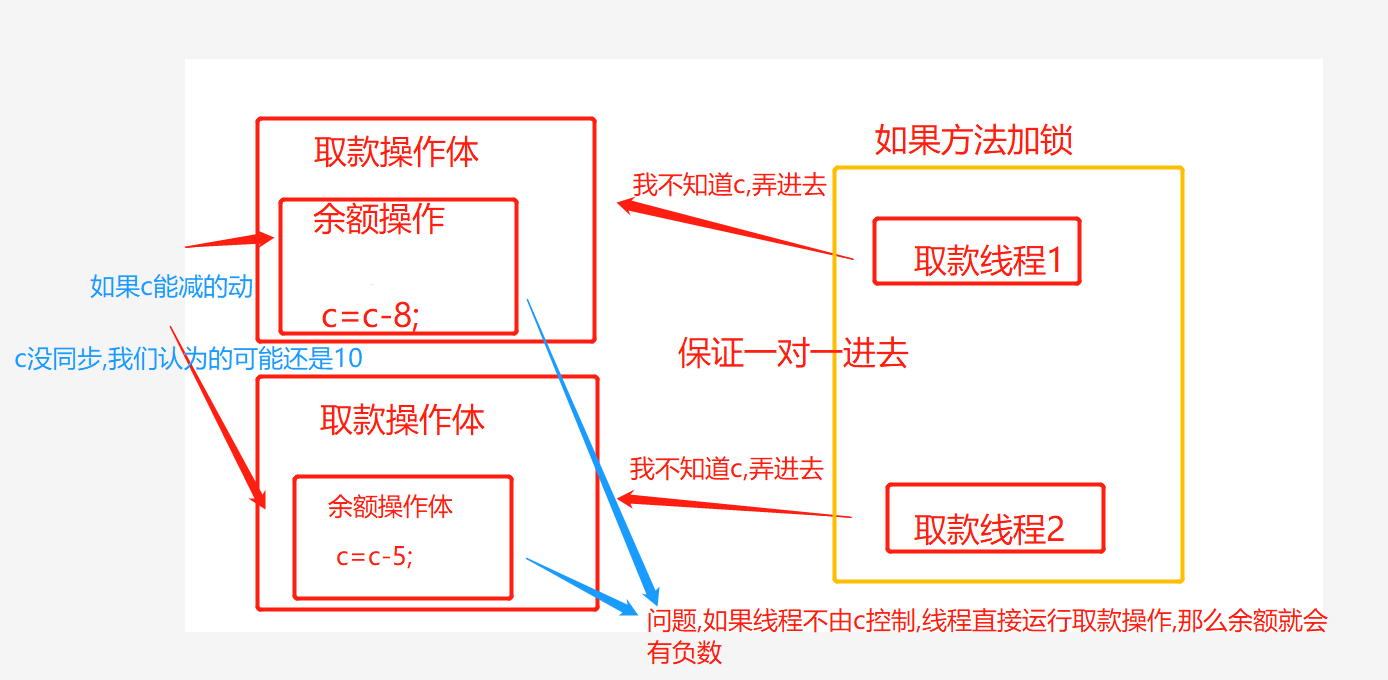 如果方法加锁
取款操作体
我不知道c,弄进去
余额操作
取款线程1
如果c能减的动
c=c-8;
保证一对一进去
c没同步,我们认为的可能还是10
取款操作体
我不知道c,弄进去
余额操作体
取款线程2
c=c-5;
问题,如果线程不由c控制,线程直接运行取款操作,那么余额就会
有负数